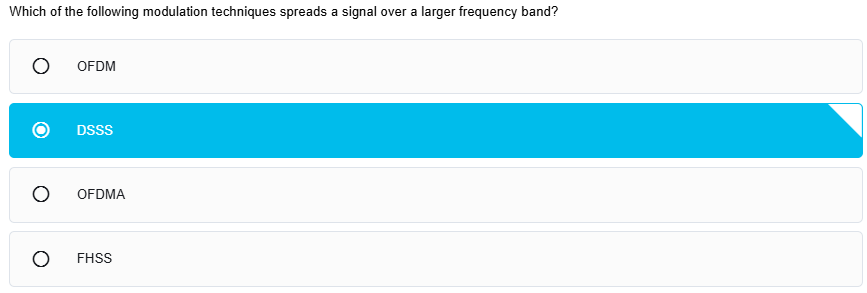 Which of the following modulation techniques spreads a signal over a larger frequency band?
OFDM
DSSS
OFDMA
FHSS